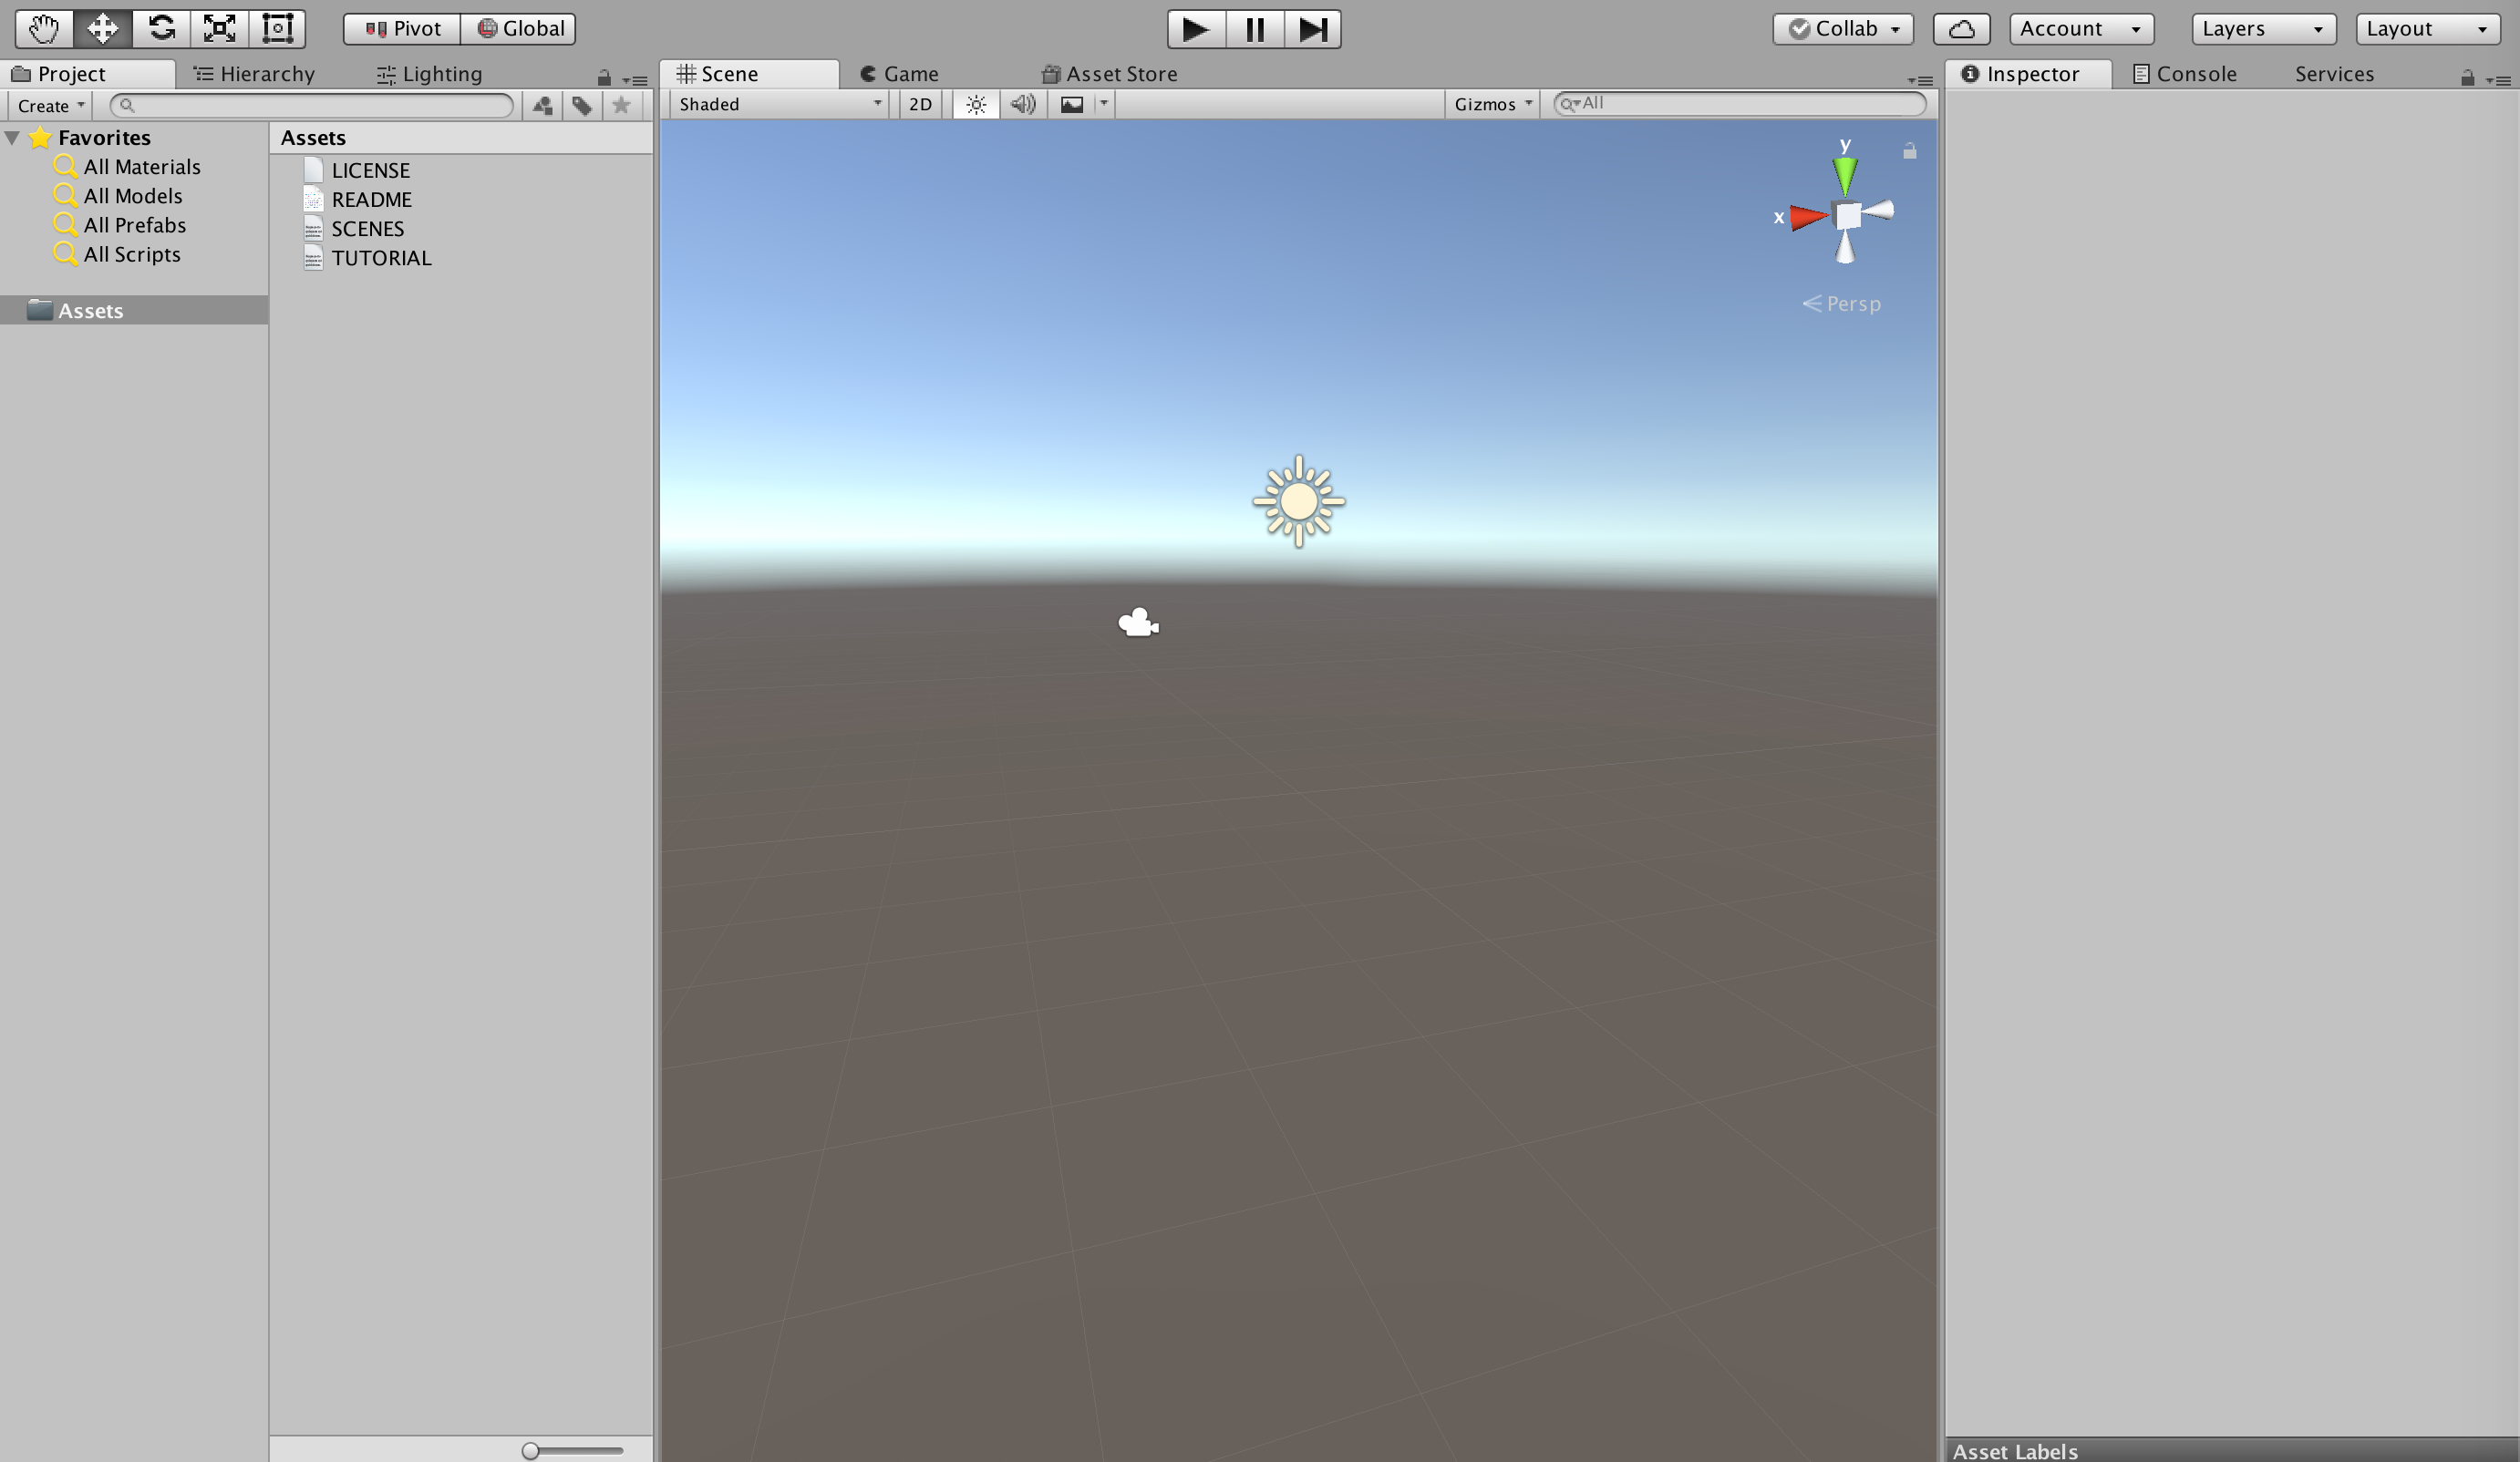 Pivot Global Collab Account Layers Layout
Project Hierarchy Lighting Scene Game Asset Store Inspector Console Services
Create Shaded 2D Gizmos All
Favorites
All Materials
All Models
All Prefabs
All Scripts
Assets
Assets
LICENSE
README
SCENES
TUTORIAL
y
x
Persp
Asset Labels